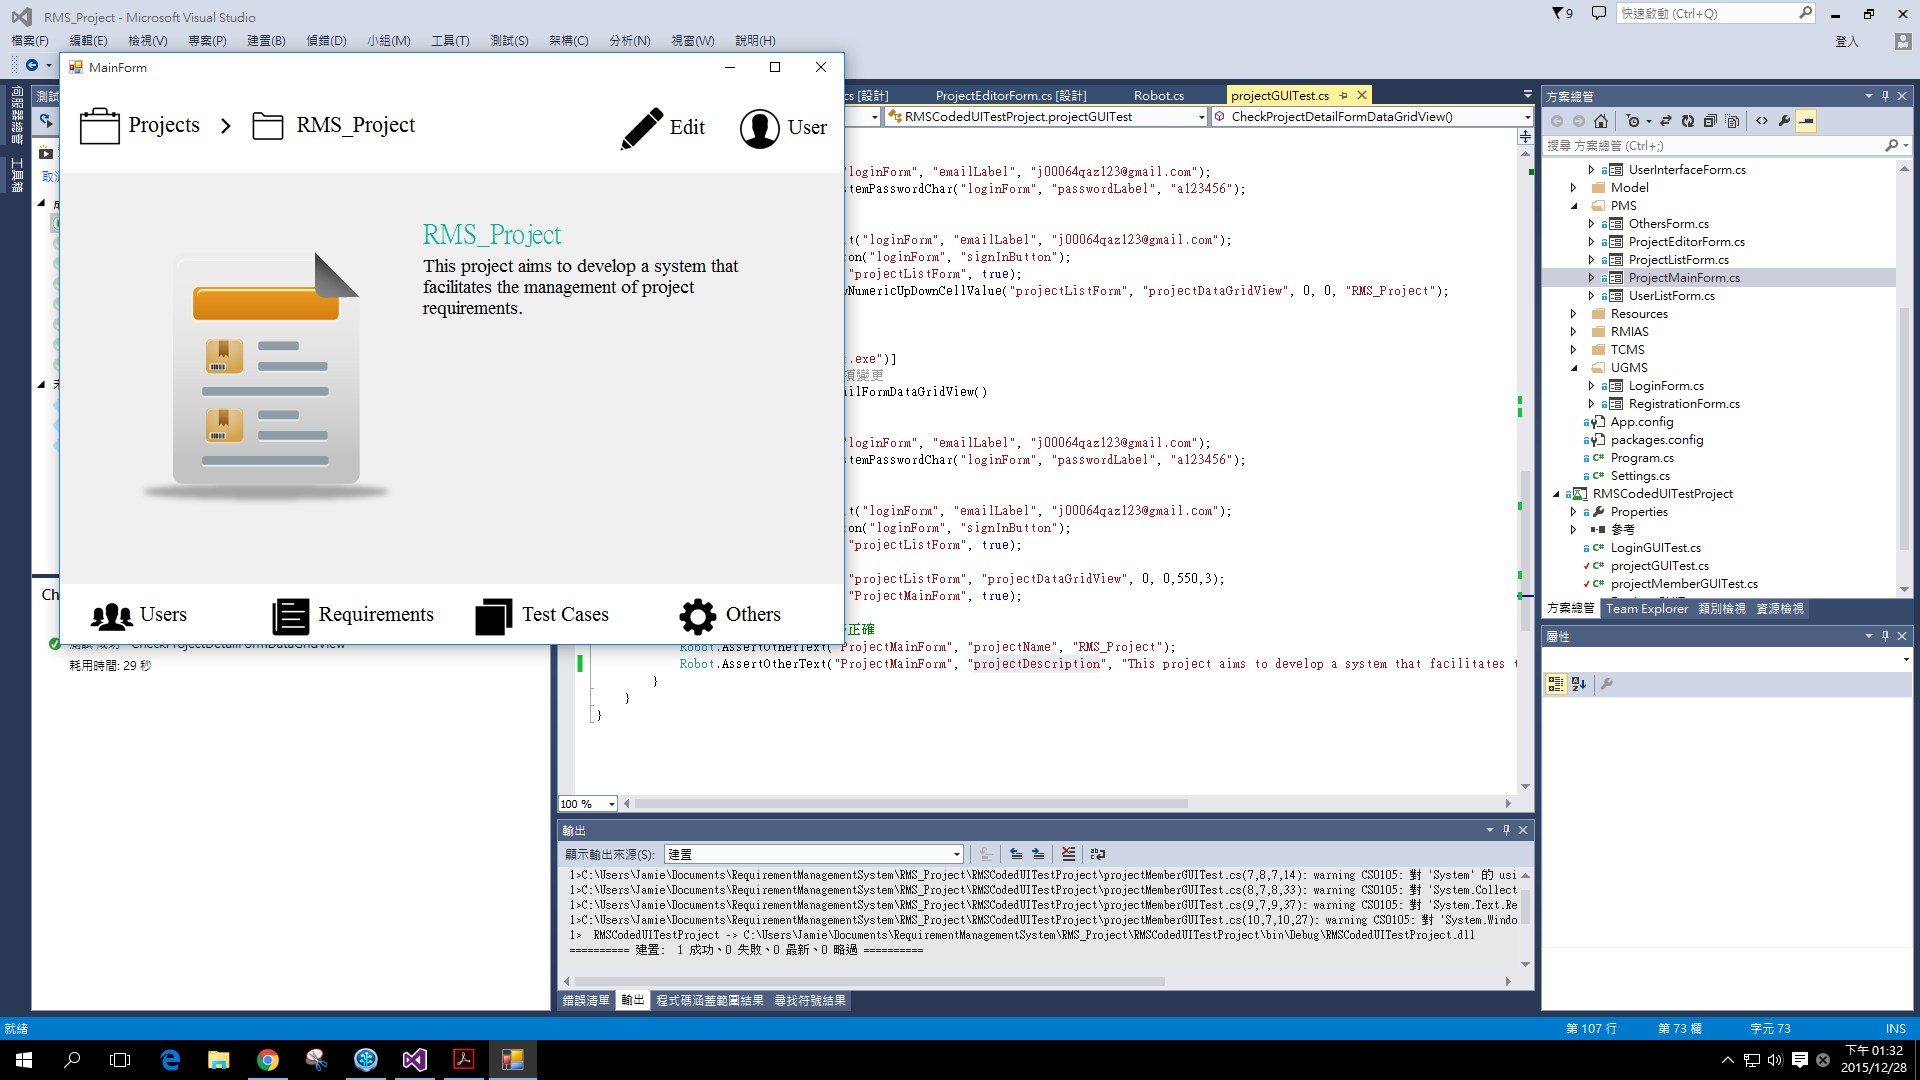 RMS_Project - Microsoft Visual Studio
9
快速啟動 (Ctrl+Q)
檔案(F) 編輯(E) 檢視(V) 專案(P) 建置(B) 偵錯(D) 小組(M) 工具(T) 測試(S) 架構(C) 分析(N) 視窗(W) 說明(H)
登入
MainForm
Projects
RMS_Project
Edit
User
RMS_Project
This project aims to develop a system that
facilitates the management of project
requirements.
Users
Requirements
Test Cases
Others
伺服器總管
工具箱
耗用時間: 29 秒
cs [設計] ProjectEditorForm.cs [設計] Robot.cs projectGUITest.cs
RMSCodedUITestProject.projectGUITest
CheckProjectDetailFormDataGridView()
"loginForm", "emailLabel", "j00064qaz123@gmail.com");
stemPasswordChar("loginForm", "passwordLabel", "a123456");
t("loginForm", "emailLabel", "j00064qaz123@gmail.com");
on("loginForm", "signInButton");
"projectListForm", true);
wNumericUpDownCellValue("projectListForm", "projectDataGridView", 0, 0, "RMS_Project");
.exe")]
項變更
ailFormDataGridView()
"loginForm", "emailLabel", "j00064qaz123@gmail.com");
stemPasswordChar("loginForm", "passwordLabel", "a123456");
t("loginForm", "emailLabel", "j00064qaz123@gmail.com");
on("loginForm", "signInButton");
"projectListForm", true);
"projectListForm", "projectDataGridView", 0, 0,550,3);
"ProjectMainForm", true);
正確
Robot.AssertOtherText("ProjectMainForm", "projectName", "RMS_Project");
Robot.AssertOtherText("ProjectMainForm", "projectDescription", "This project aims to develop a system that facilitates t
}
}
}
100 %
輸出
顯示輸出來源(S): 建置
1>C:\Users\Jamie\Documents\RequirementManagementSystem\RMS_Project\RMSCodedUITestProject\projectMemberGUITest.cs(7,8,7,14): warning CS0105: 對 'System' 的 usi
1>C:\Users\Jamie\Documents\RequirementManagementSystem\RMS_Project\RMSCodedUITestProject\projectMemberGUITest.cs(8,7,8,33): warning CS0105: 對 'System.Collect
1>C:\Users\Jamie\Documents\RequirementManagementSystem\RMS_Project\RMSCodedUITestProject\projectMemberGUITest.cs(9,7,9,37): warning CS0105: 對 'System.Text.Re
1>C:\Users\Jamie\Documents\RequirementManagementSystem\RMS_Project\RMSCodedUITestProject\projectMemberGUITest.cs(10,7,10,27): warning CS0105: 對 'System.Windo
1> RMSCodedUITestProject -> C:\Users\Jamie\Documents\RequirementManagementSystem\RMS_Project\RMSCodedUITestProject\bin\Debug\RMSCodedUITestProject.dll
========== 建置: 1 成功、0 失敗、0 最新、0 略過 ==========
錯誤清單 輸出 程式碼涵蓋範圍結果 尋找符號結果
方案總管
搜尋 方案總管 (Ctrl+;)
UserInterfaceForm.cs
Model
PMS
OthersForm.cs
ProjectEditorForm.cs
ProjectListForm.cs
ProjectMainForm.cs
UserListForm.cs
Resources
RMIAS
TCMS
UGMS
LoginForm.cs
RegistrationForm.cs
App.config
packages.config
Program.cs
Settings.cs
RMSCodedUITestProject
Properties
參考
LoginGUITest.cs
projectGUITest.cs
projectMemberGUITest.cs
方案總管 Team Explorer 類別檢視 資源檢視
屬性
就緒
第 107 行 第 73 欄 字元 73 INS
下午 01:32
2015/12/28